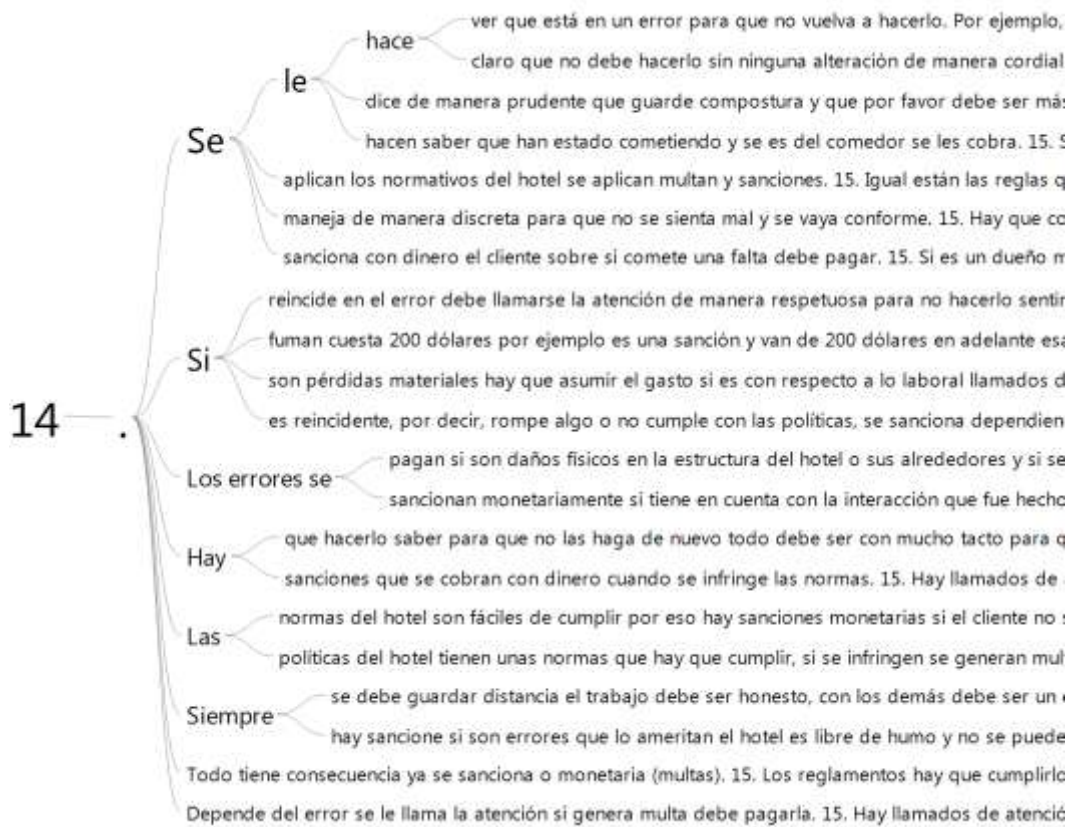 ver que está en un error para que no vuelva a hacerlo. Por ejemplo,
hace
claro que no debe hacerlo sin ninguna alteración de manera cordial
le
dice de manera prudente que guarde compostura y que por favor debe ser más
Se
hacen saber que han estado cometiendo y se es del comedor se les cobra. 15. S
aplican los normativos del hotel se aplican multan y sanciones. 15. Igual están las reglas q
maneja de manera discreta para que no se sienta mal y se vaya conforme. 15. Hay que co
sanciona con dinero el cliente sobre si comete una falta debe pagar. 15. Si es un dueño m
reincide en el error debe llamarse la atención de manera respetuosa para no hacerlo sentir
fuman cuesta 200 dólares por ejemplo es una sanción y van de 200 dólares en adelante esa
Si
son pérdidas materiales hay que asumir el gasto si es con respecto a lo laboral llamados d
14 .
es reincidente, por decir, rompe algo o no cumple con las políticas, se sanciona dependien
pagan si son daños físicos en la estructura del hotel o sus alrededores y si se
Los errores se
sancionan monetariamente si tiene en cuenta con la interacción que fue hecho
que hacerlo saber para que no las haga de nuevo todo debe ser con mucho tacto para q
Hay
sanciones que se cobran con dinero cuando se infringe las normas. 15. Hay llamados de
normas del hotel son fáciles de cumplir por eso hay sanciones monetarias si el cliente no s
Las
políticas del hotel tienen unas normas que hay que cumplir, si se infringen se generan mul
se debe guardar distancia el trabajo debe ser honesto, con los demás debe ser un
Siempre
hay sancione si son errores que lo ameritan el hotel es libre de humo y no se puede
Todo tiene consecuencia ya se sanciona o monetaria (multas). 15. Los reglamentos hay que cumplirlo
Depende del error se le llama la atención si genera multa debe pagarla. 15. Hay llamados de atenció